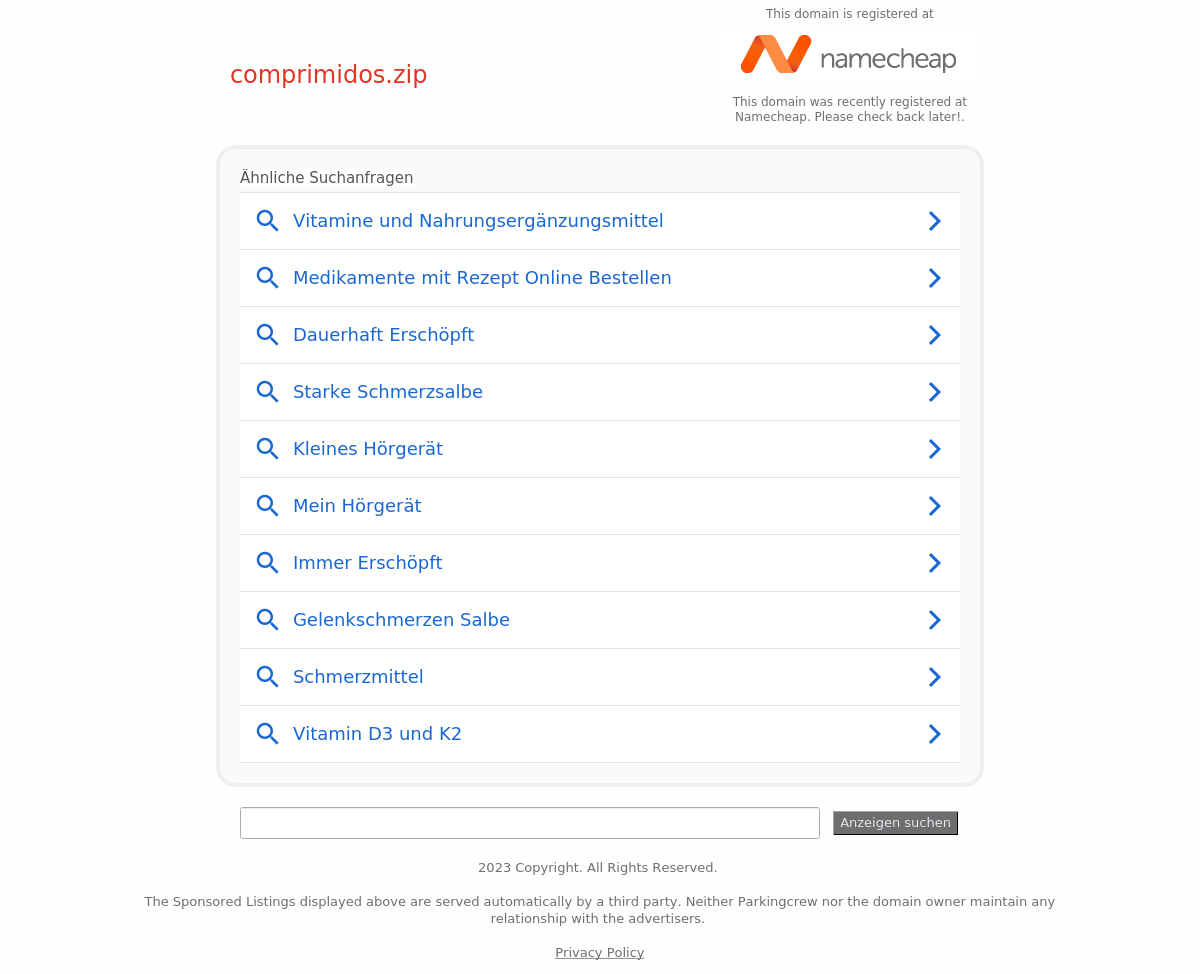 This domain is registered at
comprimidos.zip
namecheap
This domain was recently registered at
Namecheap. Please check back later!.
Ähnliche Suchanfragen
Vitamine und Nahrungsergänzungsmittel
Medikamente mit Rezept Online Bestellen
Dauerhaft Erschöpft
Starke Schmerzsalbe
Kleines Hörgerät
Mein Hörgerät
Immer Erschöpft
Gelenkschmerzen Salbe
Schmerzmittel
Vitamin D3 und K2
Anzeigen suchen
2023 Copyright. All Rights Reserved.
The Sponsored Listings displayed above are served automatically by a third party. Neither Parkingcrew nor the domain owner maintain any
relationship with the advertisers.
Privacy Policy